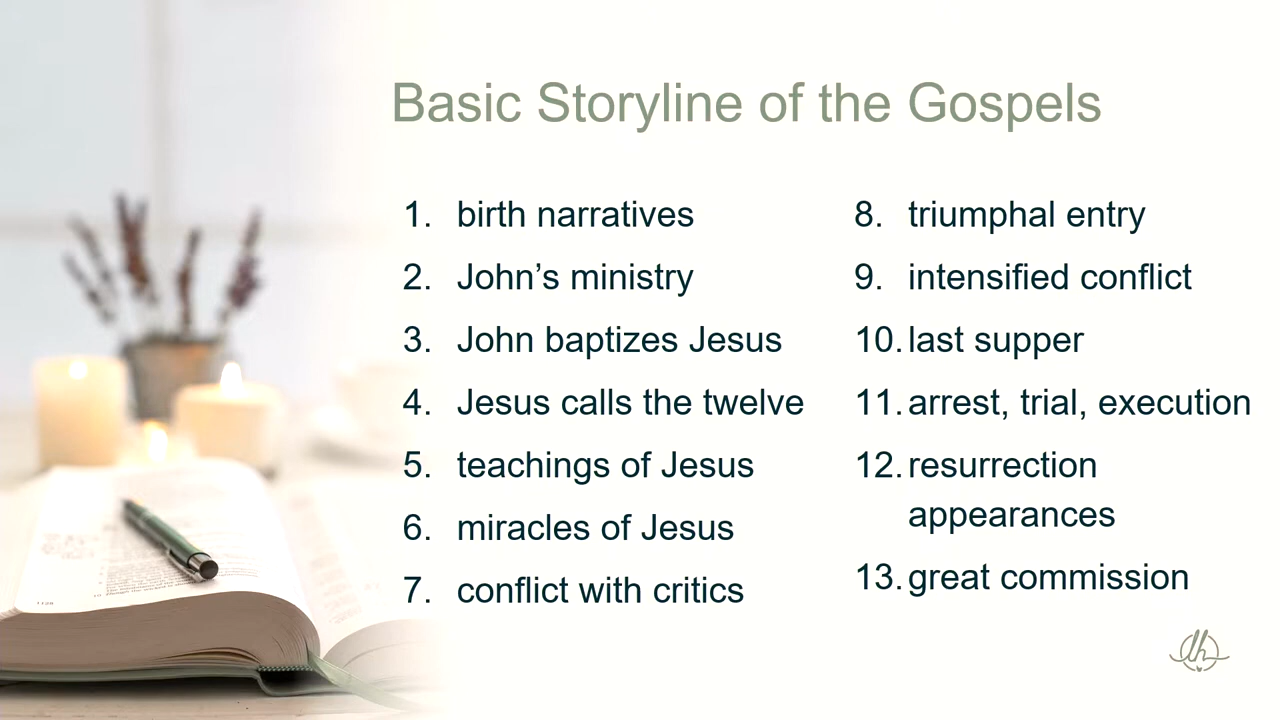 Basic Storyline of the Gospels
1. birth narratives
2. John’s ministry
3. John baptizes Jesus
4. Jesus calls the twelve
5. teachings of Jesus
6. miracles of Jesus
7. conflict with critics
8. triumphal entry
9. intensified conflict
10. last supper
11. arrest, trial, execution
12. resurrection
appearances
13. great commission